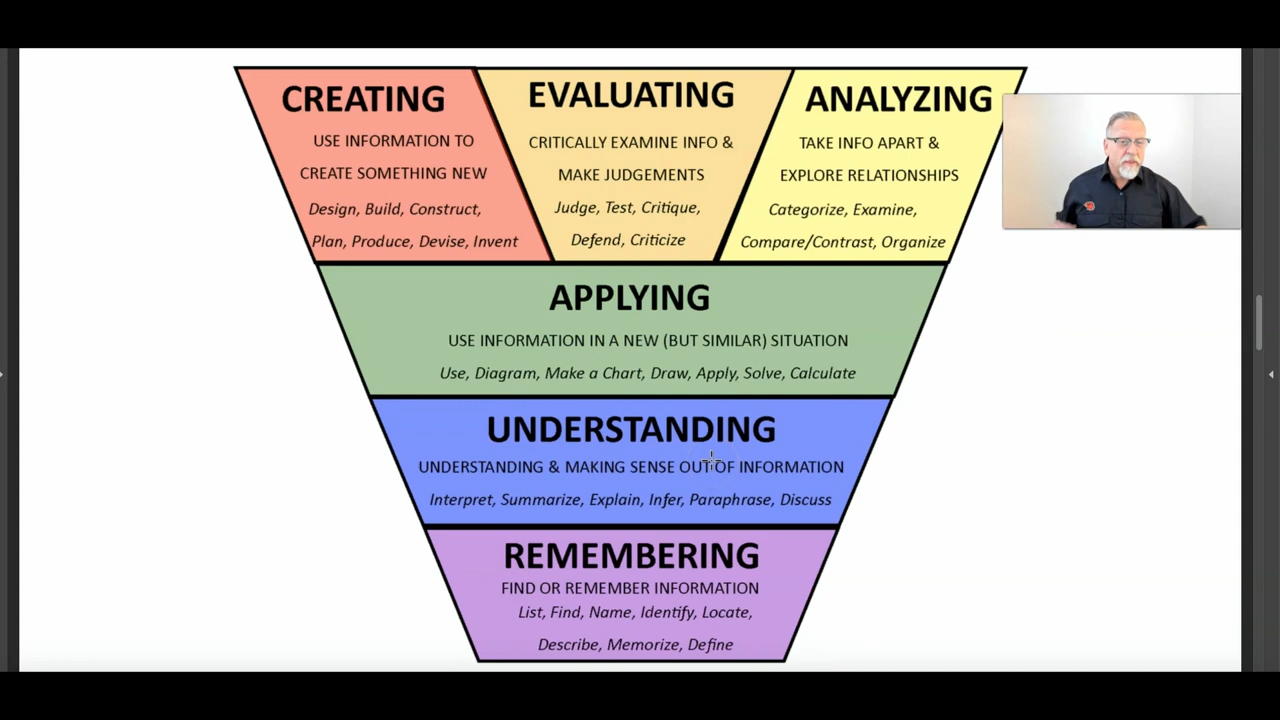 CREATING
USE INFORMATION TO
CREATE SOMETHING NEW
Design, Build, Construct,
Plan, Produce, Devise, Invent
EVALUATING
CRITICALLY EXAMINE INFO &
MAKE JUDGEMENTS
Judge, Test, Critique,
Defend, Criticize
ANALYZING
TAKE INFO APART &
EXPLORE RELATIONSHIPS
Categorize, Examine,
Compare/Contrast, Organize
APPLYING
USE INFORMATION IN A NEW (BUT SIMILAR) SITUATION
Use, Diagram, Make a Chart, Draw, Apply, Solve, Calculate
UNDERSTANDING
UNDERSTANDING & MAKING SENSE OUT OF INFORMATION
Interpret, Summarize, Explain, Infer, Paraphrase, Discuss
REMEMBERING
FIND OR REMEMBER INFORMATION
List, Find, Name, Identify, Locate,
Describe, Memorize, Define